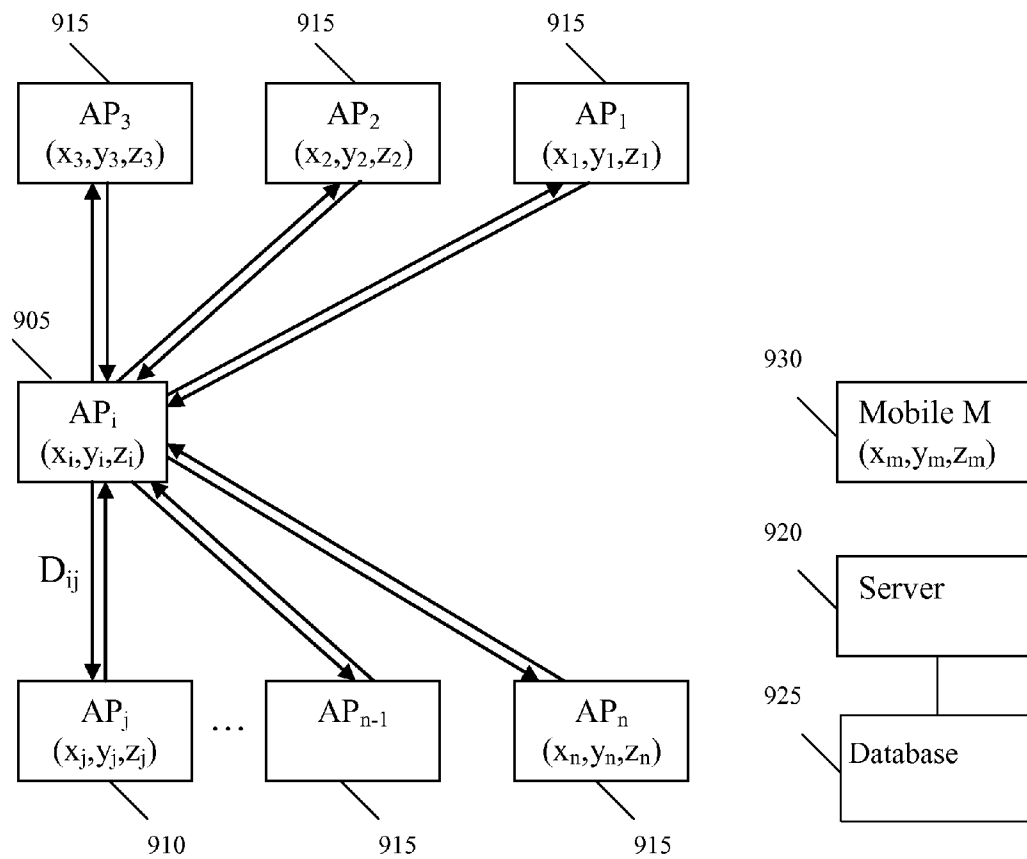 915 915 915
AP₃ AP₂ AP₁
(x₃,y₃,z₃) (x₂,y₂,z₂) (x₁,y₁,z₁)
905 930
APᵢ Mobile M
(xᵢ,yᵢ,zᵢ) (xₘ,yₘ,zₘ)
920
Dᵢⱼ Server
925
APⱼ ... APₙ₋₁ APₙ
(xⱼ,yⱼ,zⱼ) (xₙ,yₙ,zₙ) Database
910 915 915